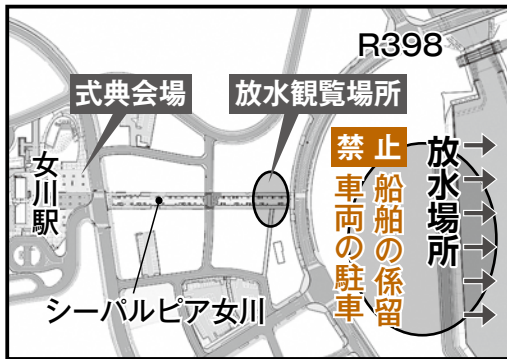 R398
式典会場
放水観覧場所
禁止
船舶の係留
車両の駐車
放水場所
女川駅
シーパルピア女川